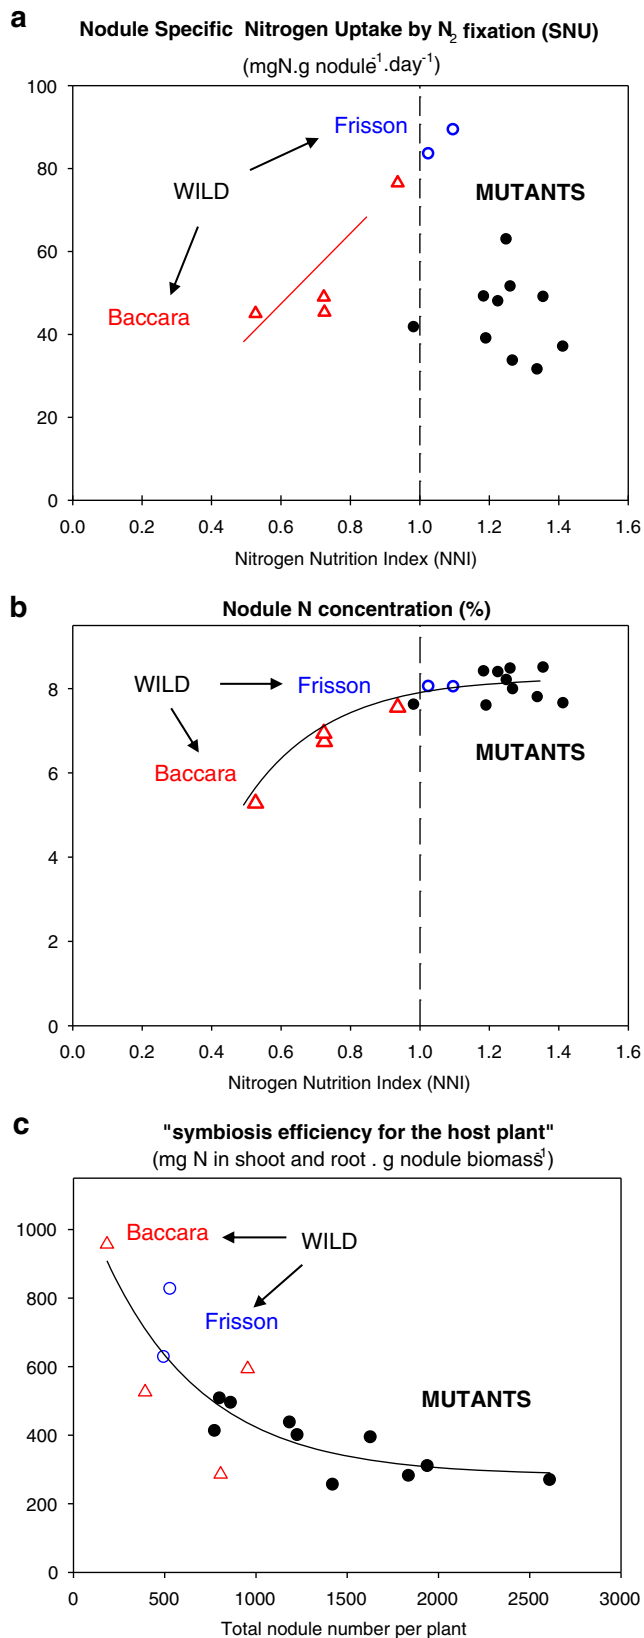 a
Nodule Specific Nitrogen Uptake by N2 fixation (SNU)
(mgN.g nodule-1.day-1)
100
80
60
40
20
0
Frisson
WILD
MUTANTS
Baccara
0.0 0.2 0.4 0.6 0.8 1.0 1.2 1.4 1.6
Nitrogen Nutrition Index (NNI)
b
Nodule N concentration (%)
8
6
4
2
0
WILD
Frisson
Baccara
MUTANTS
0.0 0.2 0.4 0.6 0.8 1.0 1.2 1.4 1.6
Nitrogen Nutrition Index (NNI)
c
"symbiosis efficiency for the host plant"
(mg N in shoot and root . g nodule biomass-1)
1000
800
600
400
200
0
Baccara
WILD
Frisson
MUTANTS
0 500 1000 1500 2000 2500 3000
Total nodule number per plant